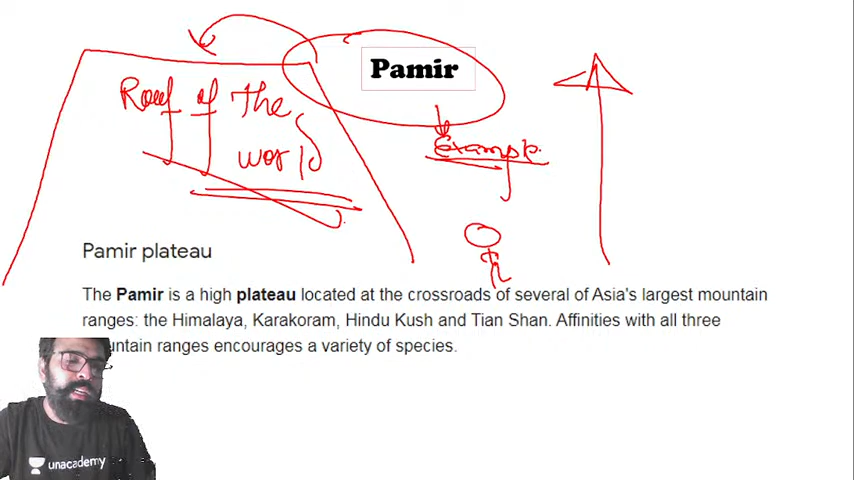 Pamir
Roof of the
world
Example
Pamir plateau
The Pamir is a high plateau located at the crossroads of several of Asia's largest mountain
ranges: the Himalaya, Karakoram, Hindu Kush and Tian Shan. Affinities with all three
mountain ranges encourages a variety of species.
unacademy